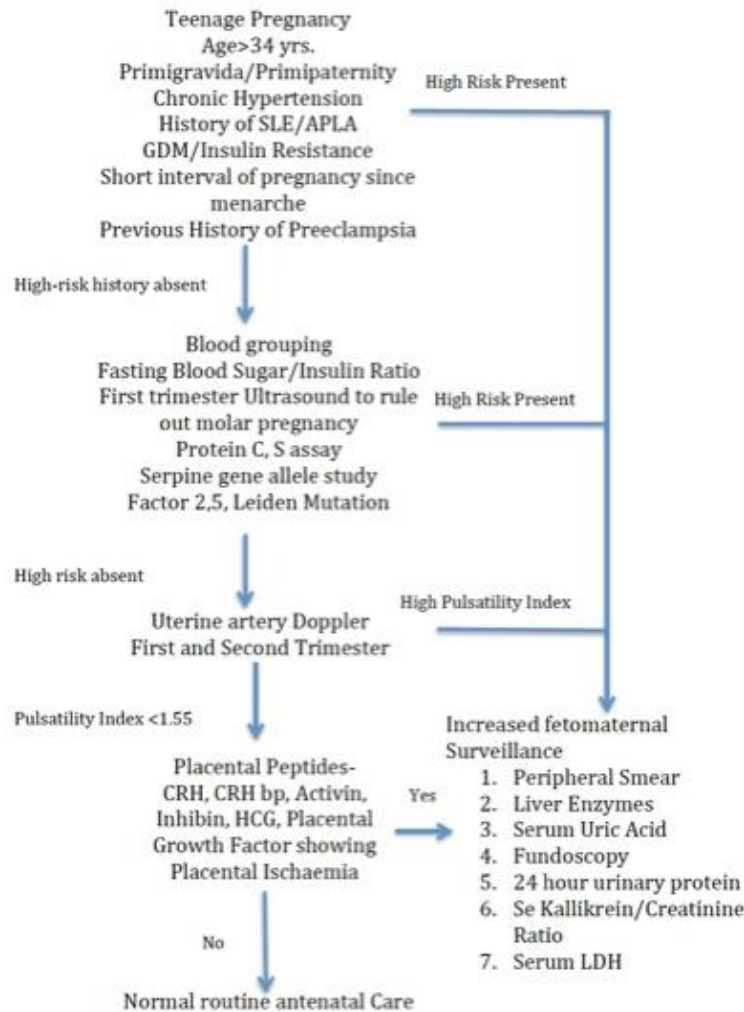 Teenage Pregnancy
Age>34 yrs.
Primigravida/Primipaternity
Chronic Hypertension
History of SLE/APLA
GDM/Insulin Resistance
Short interval of pregnancy since
menarche
Previous History of Preeclampsia
High Risk Present
High-risk history absent
Blood grouping
Fasting Blood Sugar/Insulin Ratio
First trimester Ultrasound to rule
out molar pregnancy
Protein C, S assay
Serpine gene allele study
Factor 2,5, Leiden Mutation
High Risk Present
High risk absent
Uterine artery Doppler
First and Second Trimester
High Pulsatility Index
Pulsatility Index <1.55
Placental Peptides-
CRH, CRH bp, Activin,
Inhibin, HCG, Placental
Growth Factor showing
Placental Ischaemia
Yes
Increased fetomaternal
Surveillance
1. Peripheral Smear
2. Liver Enzymes
3. Serum Uric Acid
4. Fundoscopy
5. 24 hour urinary protein
6. Se Kallikrein/Creatinine
Ratio
7. Serum LDH
No
Normal routine antenatal Care